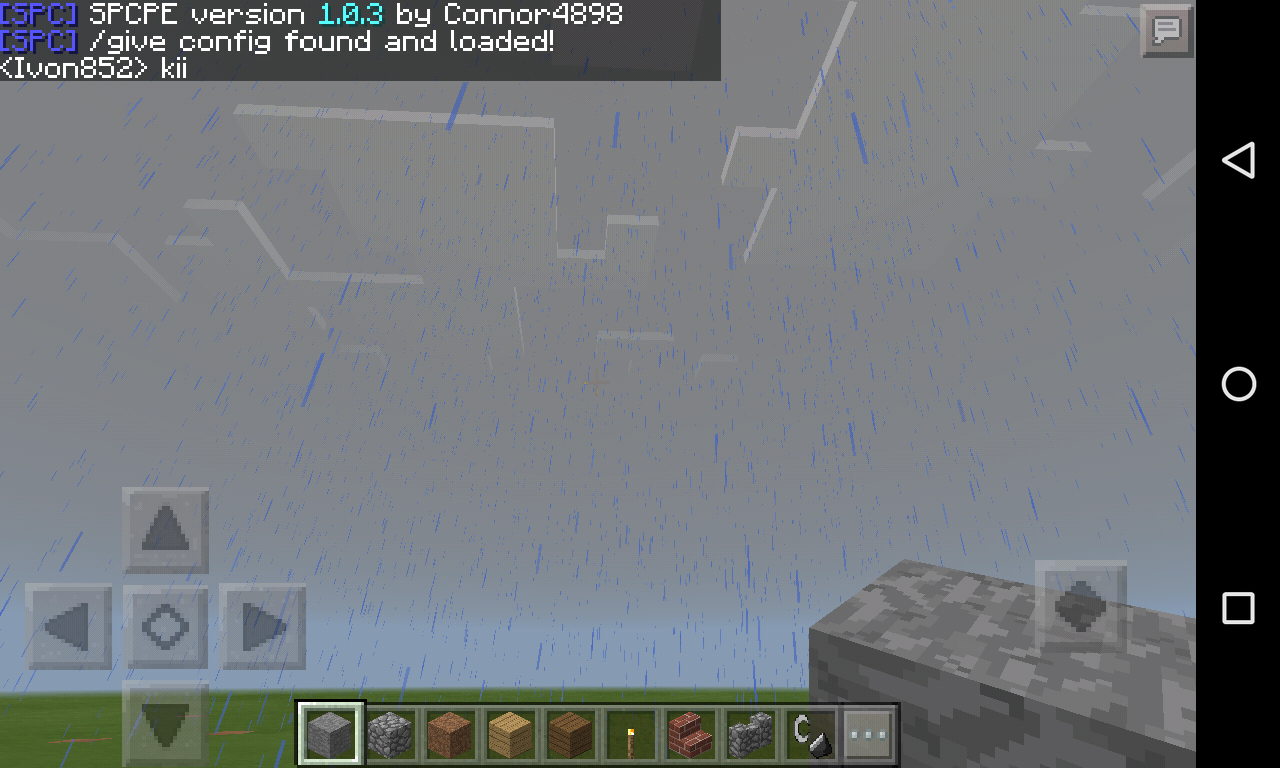 [SPC] SPCPE version 1.0.3 by Connor4898
[SPC] /give config found and loaded!
<Ivon852> kii